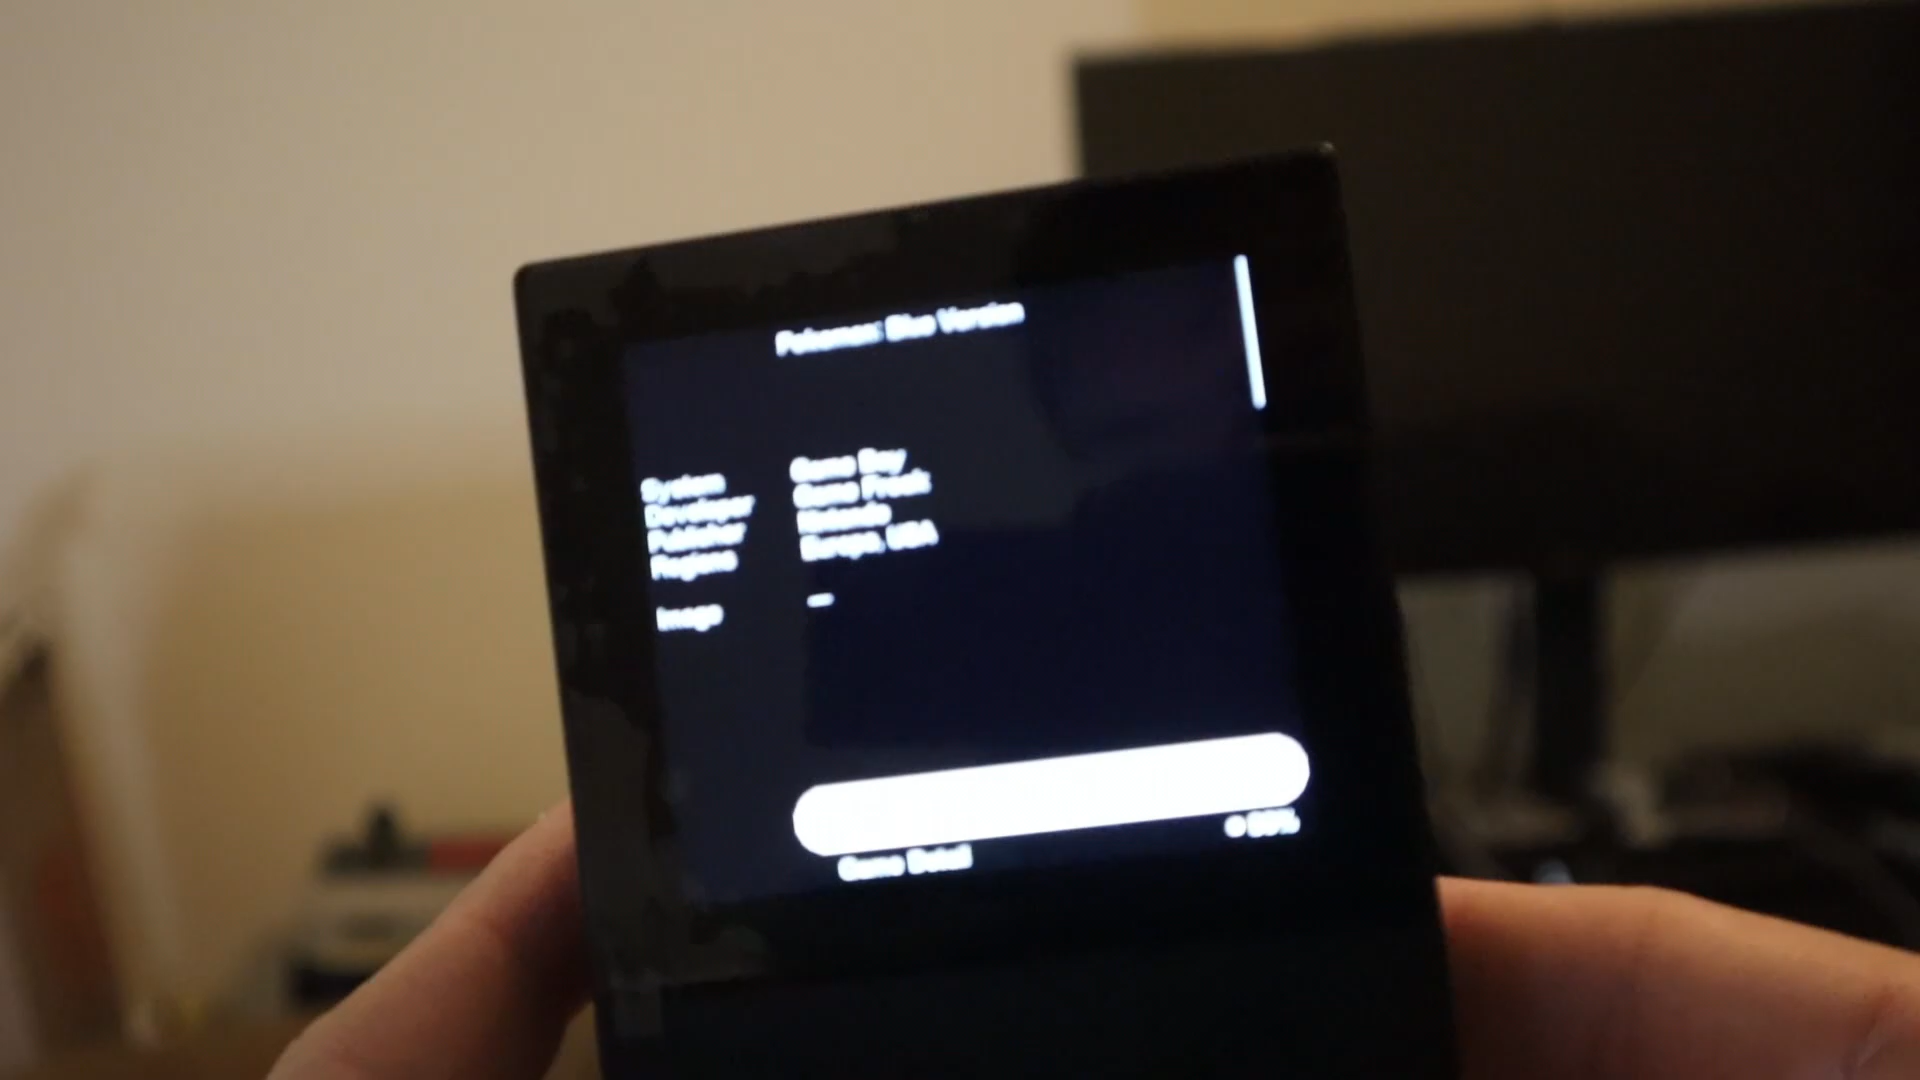 Pokemon: Blue Version
System Game Boy
Developer Game Freak
Publisher Nintendo
Regions Europe, USA
Image —
Game Detail